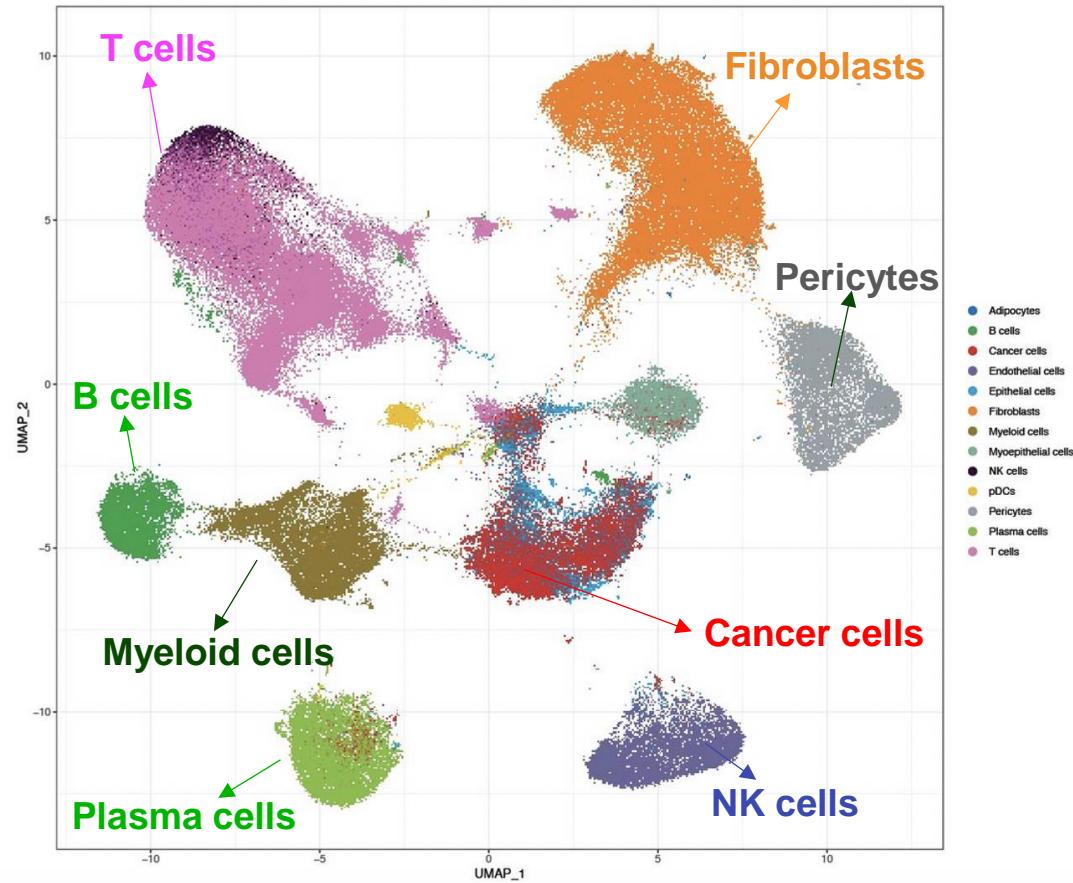 T cells
Fibroblasts
Pericytes
B cells
Myeloid cells
Cancer cells
Plasma cells
NK cells
10
5
0
−5
−10
UMAP_2
−10
−5
0
5
10
UMAP_1
Adipocytes
B cells
Cancer cells
Endothelial cells
Epithelial cells
Fibroblasts
Myeloid cells
Myoepithelial cells
NK cells
pDCs
Pericytes
Plasma cells
T cells